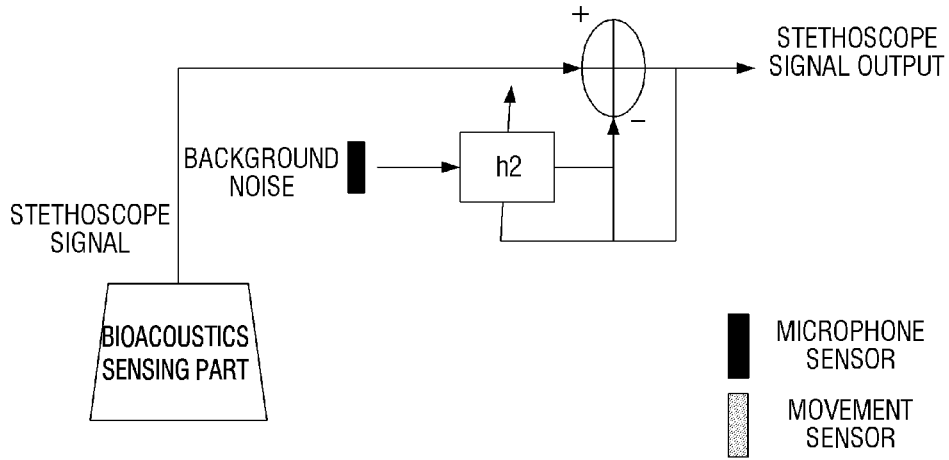 +
STETHOSCOPE
SIGNAL OUTPUT
−
BACKGROUND
NOISE
h2
STETHOSCOPE
SIGNAL
BIOACOUSTICS
SENSING PART
MICROPHONE
SENSOR
MOVEMENT
SENSOR